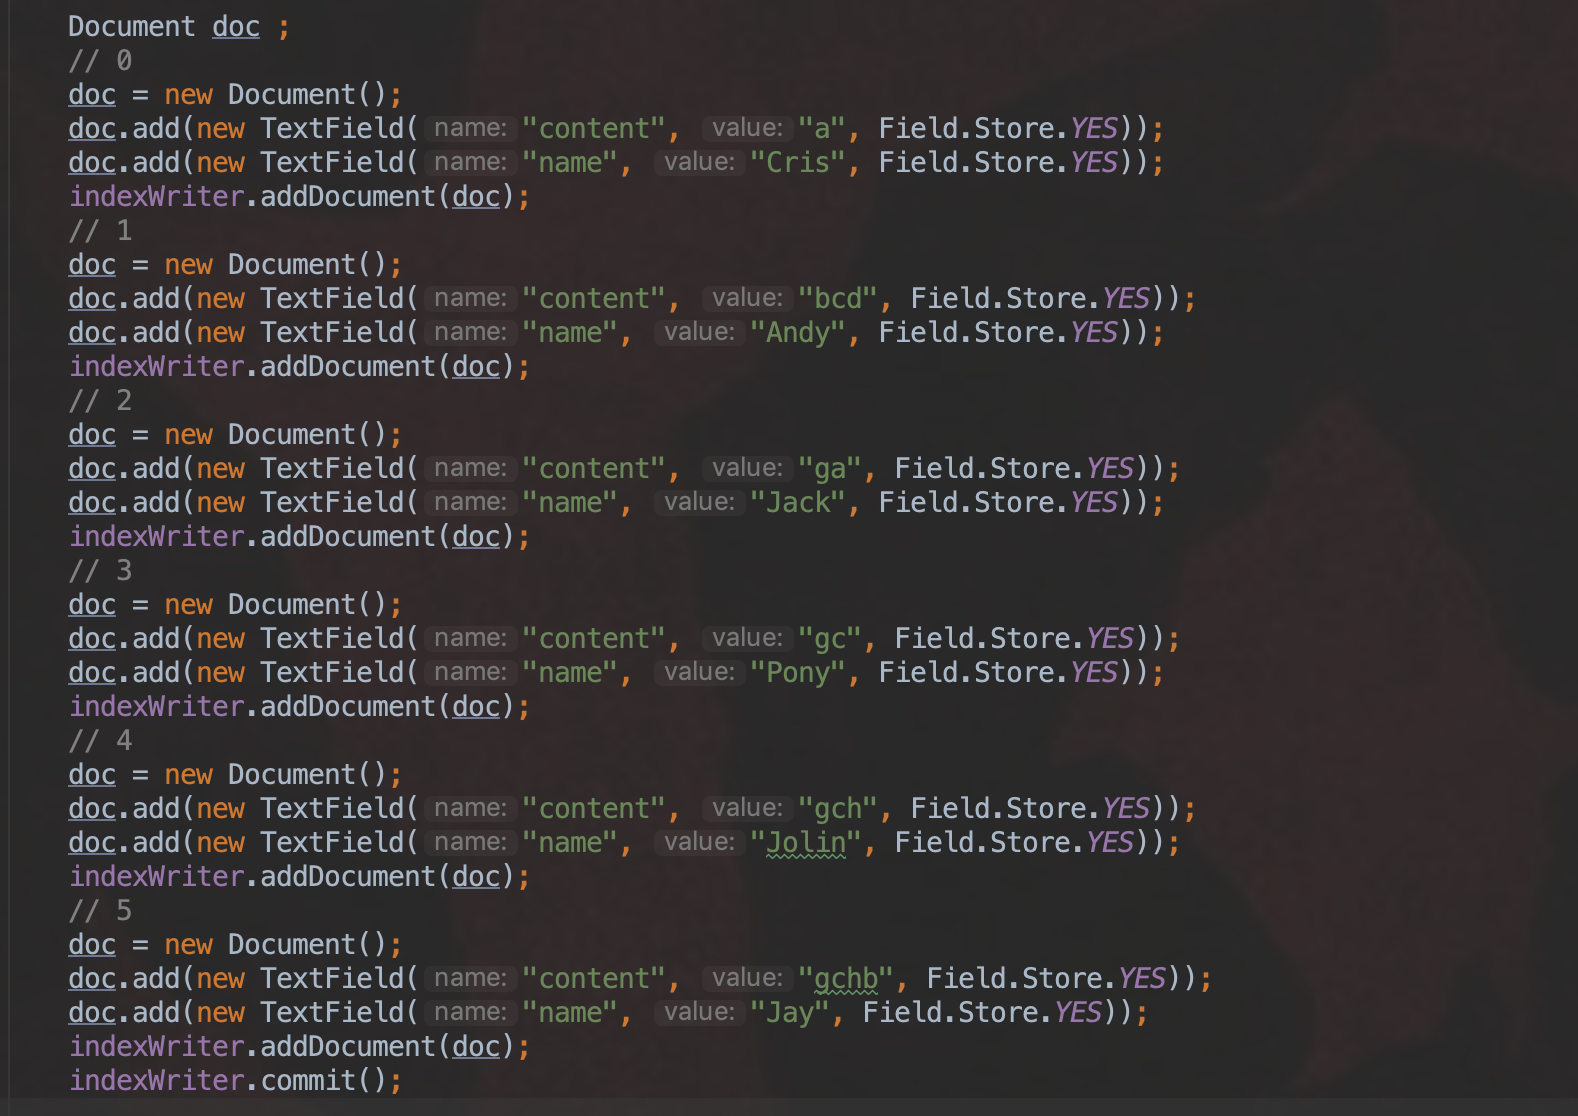 Document doc ;
// 0
doc = new Document();
doc.add(new TextField( name: "content", value: "a", Field.Store.YES));
doc.add(new TextField( name: "name", value: "Cris", Field.Store.YES));
indexWriter.addDocument(doc);
// 1
doc = new Document();
doc.add(new TextField( name: "content", value: "bcd", Field.Store.YES));
doc.add(new TextField( name: "name", value: "Andy", Field.Store.YES));
indexWriter.addDocument(doc);
// 2
doc = new Document();
doc.add(new TextField( name: "content", value: "ga", Field.Store.YES));
doc.add(new TextField( name: "name", value: "Jack", Field.Store.YES));
indexWriter.addDocument(doc);
// 3
doc = new Document();
doc.add(new TextField( name: "content", value: "gc", Field.Store.YES));
doc.add(new TextField( name: "name", value: "Pony", Field.Store.YES));
indexWriter.addDocument(doc);
// 4
doc = new Document();
doc.add(new TextField( name: "content", value: "gch", Field.Store.YES));
doc.add(new TextField( name: "name", value: "Jolin", Field.Store.YES));
indexWriter.addDocument(doc);
// 5
doc = new Document();
doc.add(new TextField( name: "content", value: "gchb", Field.Store.YES));
doc.add(new TextField( name: "name", value: "Jay", Field.Store.YES));
indexWriter.addDocument(doc);
indexWriter.commit();